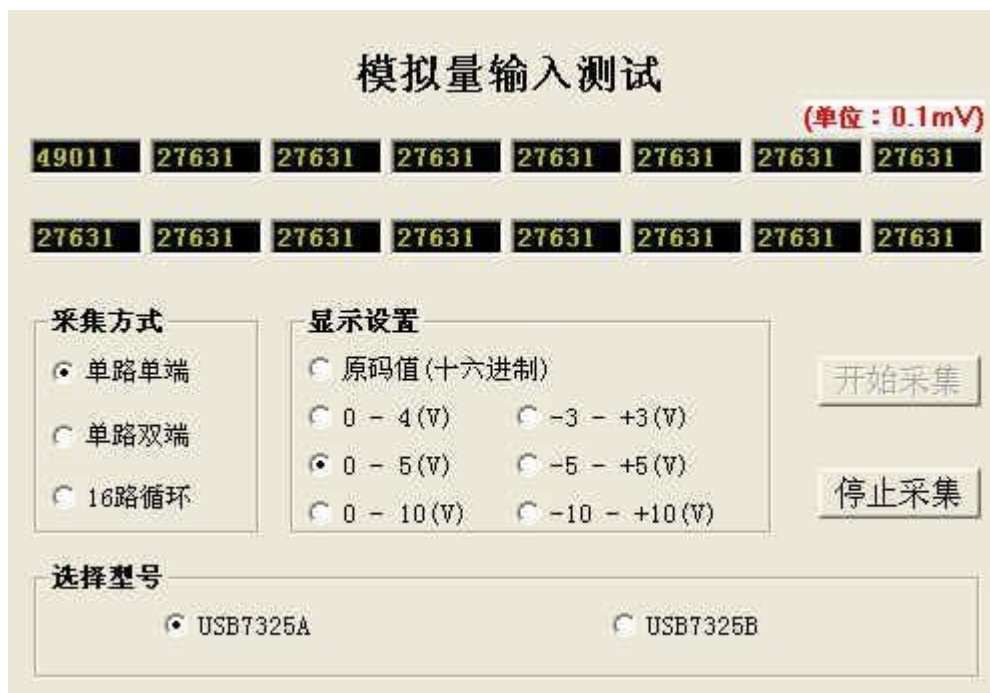 模拟量输入测试
(单位：0.1mV)
49011 27631 27631 27631 27631 27631 27631 27631
27631 27631 27631 27631 27631 27631 27631 27631
采集方式
单路单端
单路双端
16路循环
显示设置
原码值(十六进制)
0 - 4(V) -3 - +3(V)
0 - 5(V) -5 - +5(V)
0 - 10(V) -10 - +10(V)
开始采集
停止采集
选择型号
USB7325A USB7325B